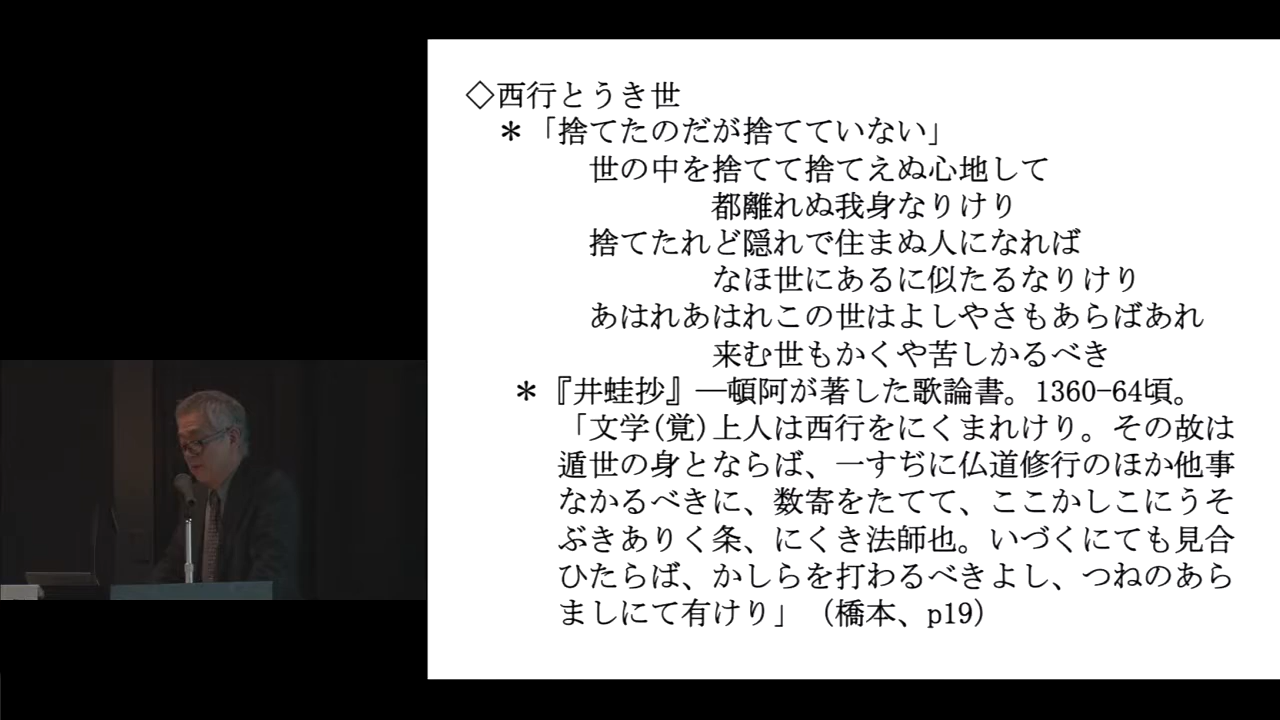 ◇西行とうき世
＊「捨てたのだが捨てていない」
世の中を捨てて捨てえぬ心地して
都離れぬ我身なりけり
捨てたれど隠れで住まぬ人になれば
なほ世にあるに似たるなりけり
あはれあはれこの世はよしやさもあらばあれ
来む世もかくや苦しかるべき
＊『井蛙抄』―頓阿が著した歌論書。1360-64頃。
「文学(覚)上人は西行をにくまれけり。その故は
遁世の身とならば、一すぢに仏道修行のほか他事
なかるべきに、数寄をたてて、ここかしこにうそ
ぶきありく条、にくき法師也。いづくにても見合
ひたらば、かしらを打わるべきよし、つねのあら
ましにて有けり」（橋本、p19）